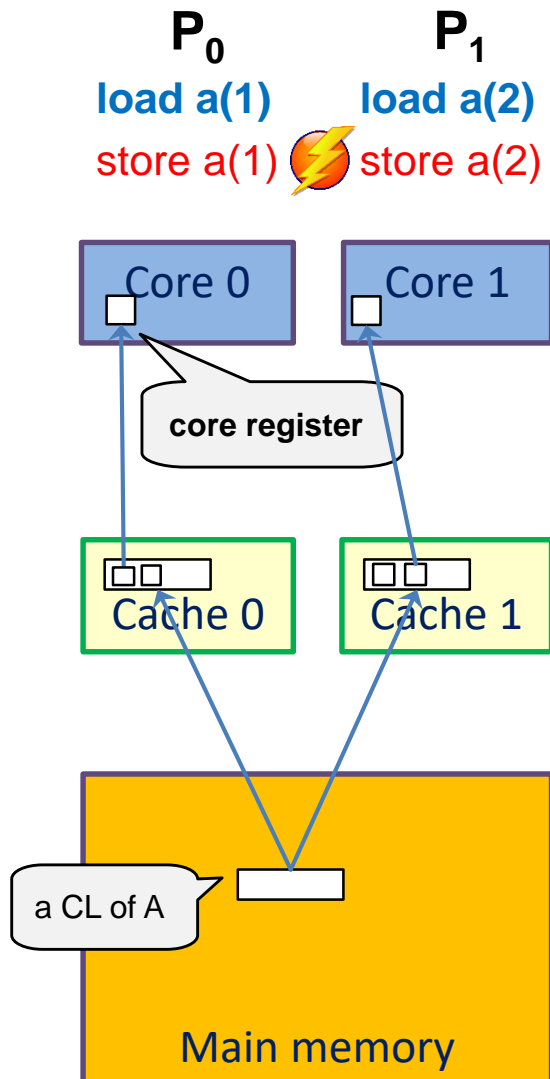 P0 P1
load a(1) load a(2)
store a(1) store a(2)
Core 0 Core 1
core register
Cache 0 Cache 1
a CL of A
Main memory